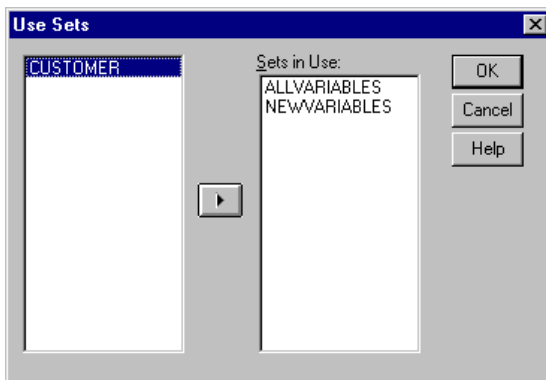 Use Sets
CUSTOMER
Sets in Use:
ALLVARIABLES
NEWVARIABLES
OK
Cancel
Help